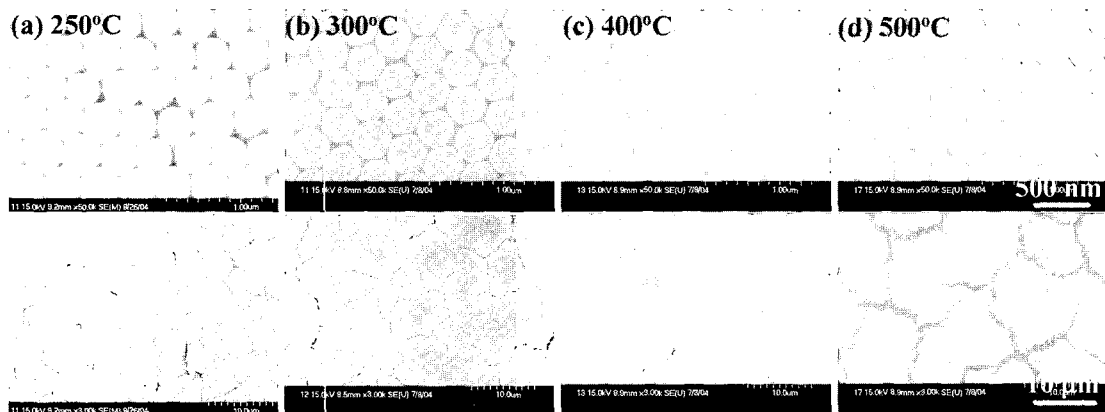 (a) 250°C
(b) 300°C
(c) 400°C
(d) 500°C
11 15.0kV 9.2mm x50.0k SE(M) 8/26/04 1.00um
11 15.0kV 8.8mm x50.0k SE(U) 7/8/04 1.00um
13 15.0kV 8.9mm x50.0k SE(U) 7/8/04 1.00um
17 15.0kV 8.9mm x50.0k SE(U) 7/8/04
500 nm
11 15.0kV 9.2mm x3.00k SE(M) 8/26/04 10.0um
12 15.0kV 8.5mm x3.00k SE(U) 7/8/04 10.0um
13 15.0kV 8.9mm x3.00k SE(U) 7/8/04 10.0um
17 15.0kV 8.9mm x3.00k SE(U) 7/8/04
10 µm